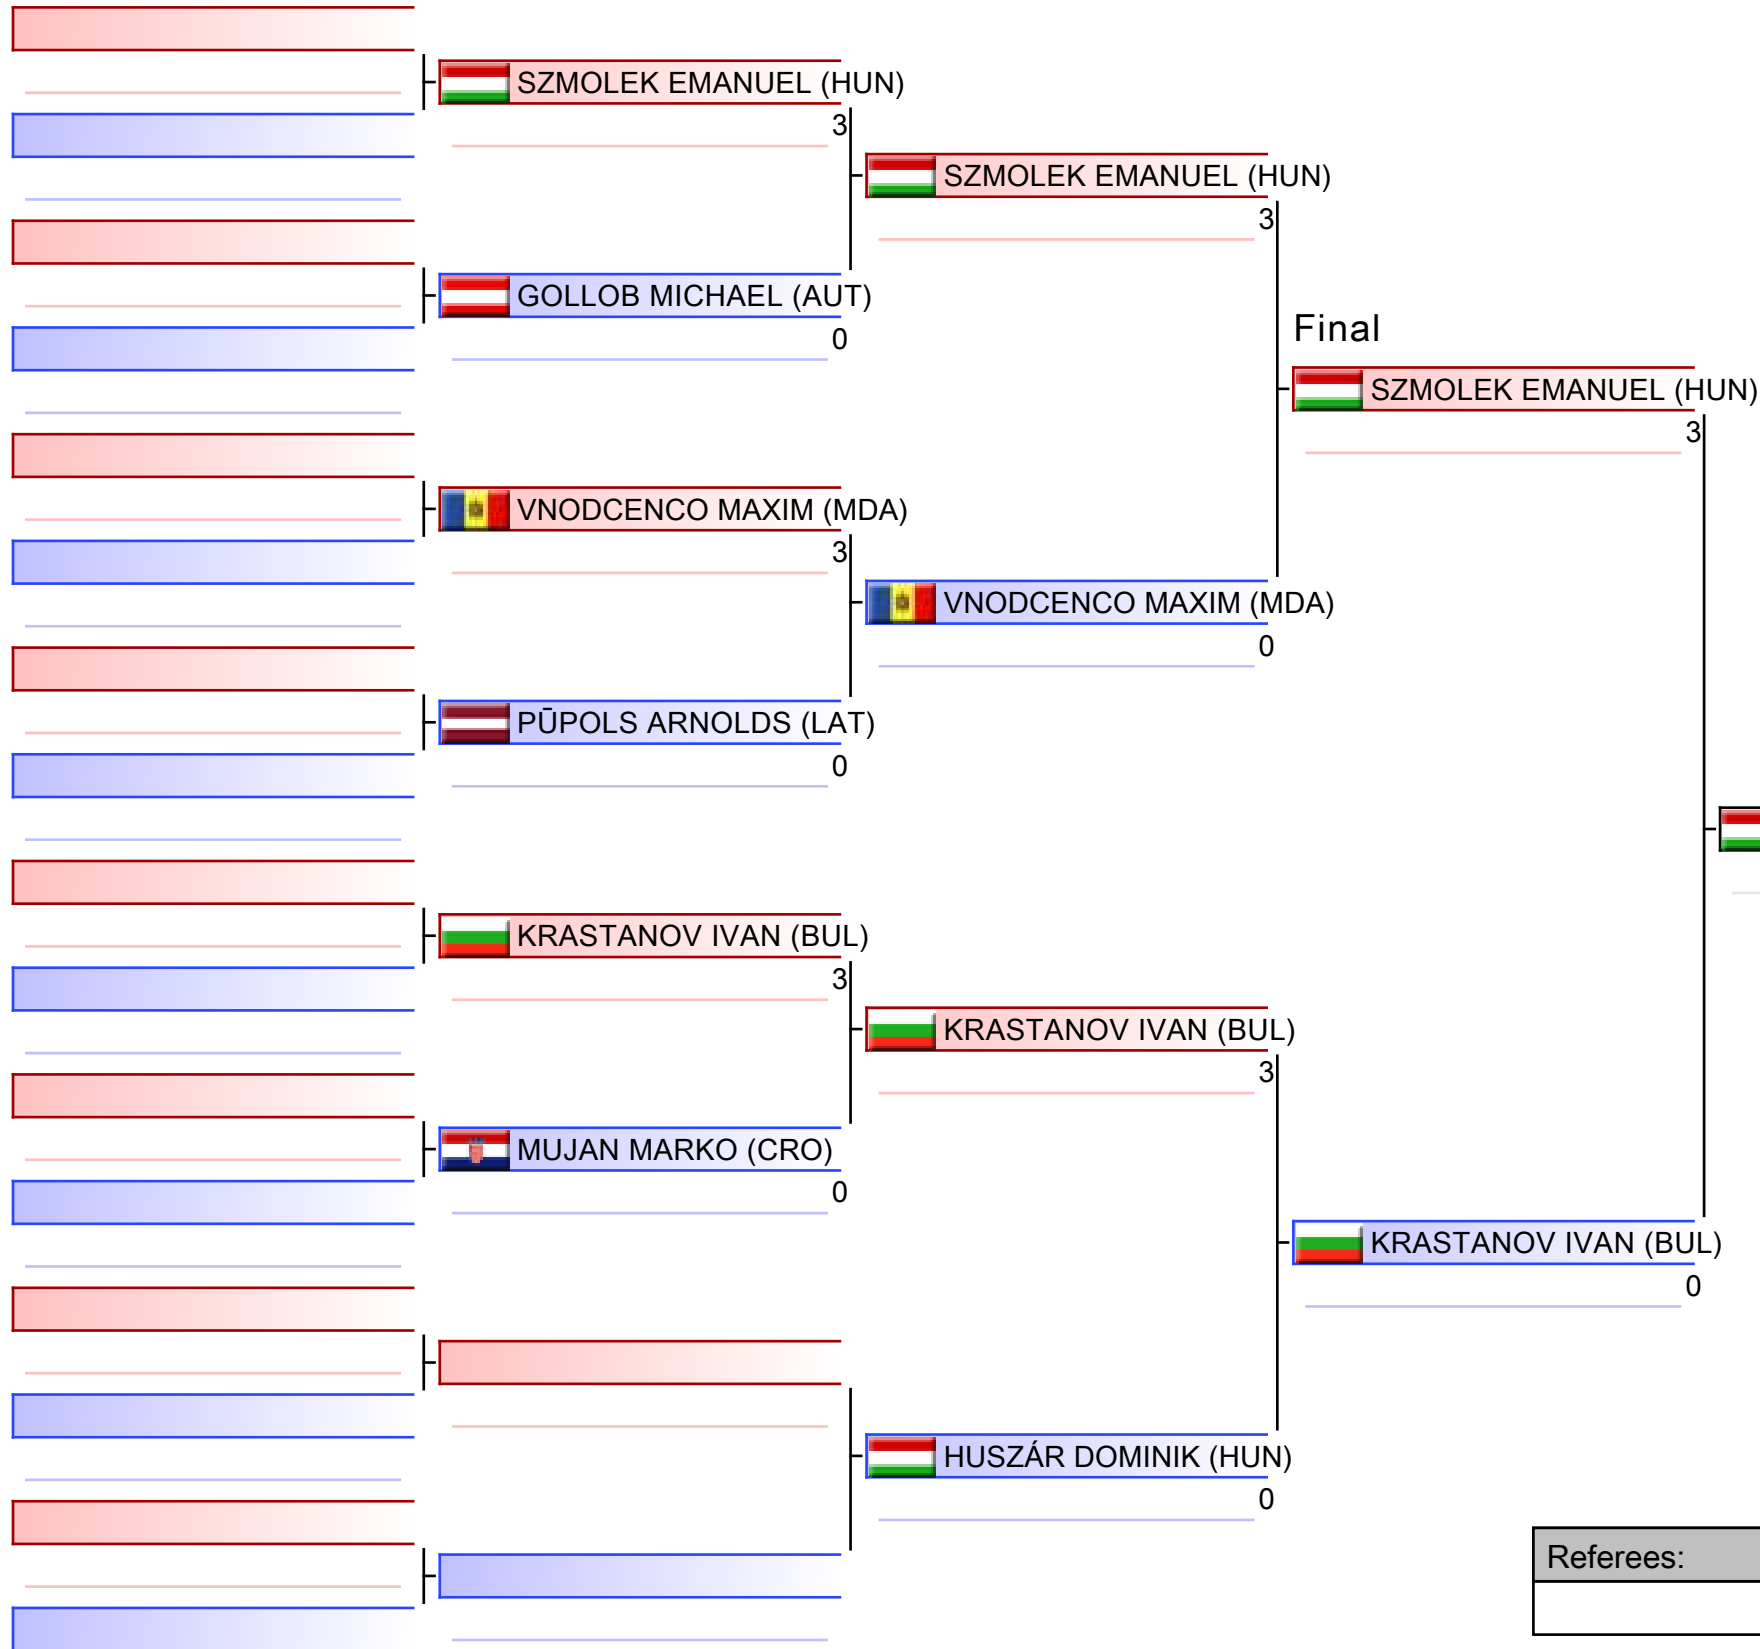 SZMOLEK EMANUEL (HUN)
3
SZMOLEK EMANUEL (HUN)
3
GOLLOB MICHAEL (AUT)
0
Final
SZMOLEK EMANUEL (HUN)
3
VNODCENCO MAXIM (MDA)
3
VNODCENCO MAXIM (MDA)
0
PŪPOLS ARNOLDS (LAT)
0
KRASTANOV IVAN (BUL)
3
KRASTANOV IVAN (BUL)
3
MUJAN MARKO (CRO)
0
KRASTANOV IVAN (BUL)
0
HUSZÁR DOMINIK (HUN)
0
Referees: